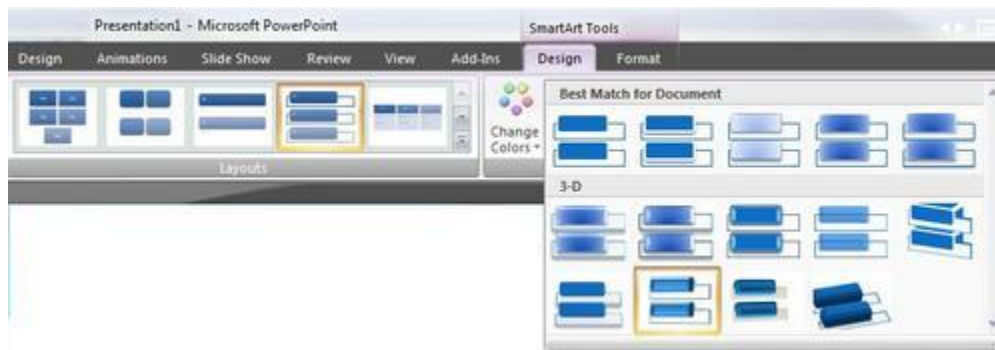 Presentation1 - Microsoft PowerPoint
SmartArt Tools
Design Animations Slide Show Review View Add-Ins Design Format
Change
Colors
Layouts
Best Match for Document
3-D